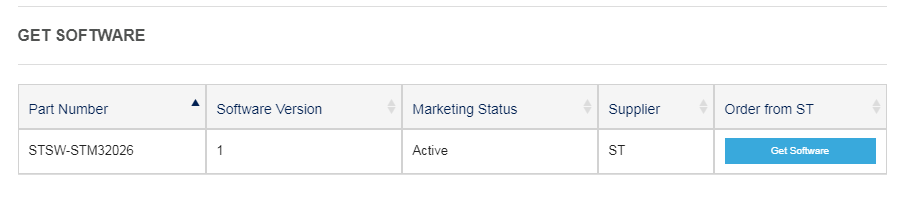 GET SOFTWARE
Part Number Software Version Marketing Status Supplier Order from ST
STSW-STM32026 1 Active ST Get Software